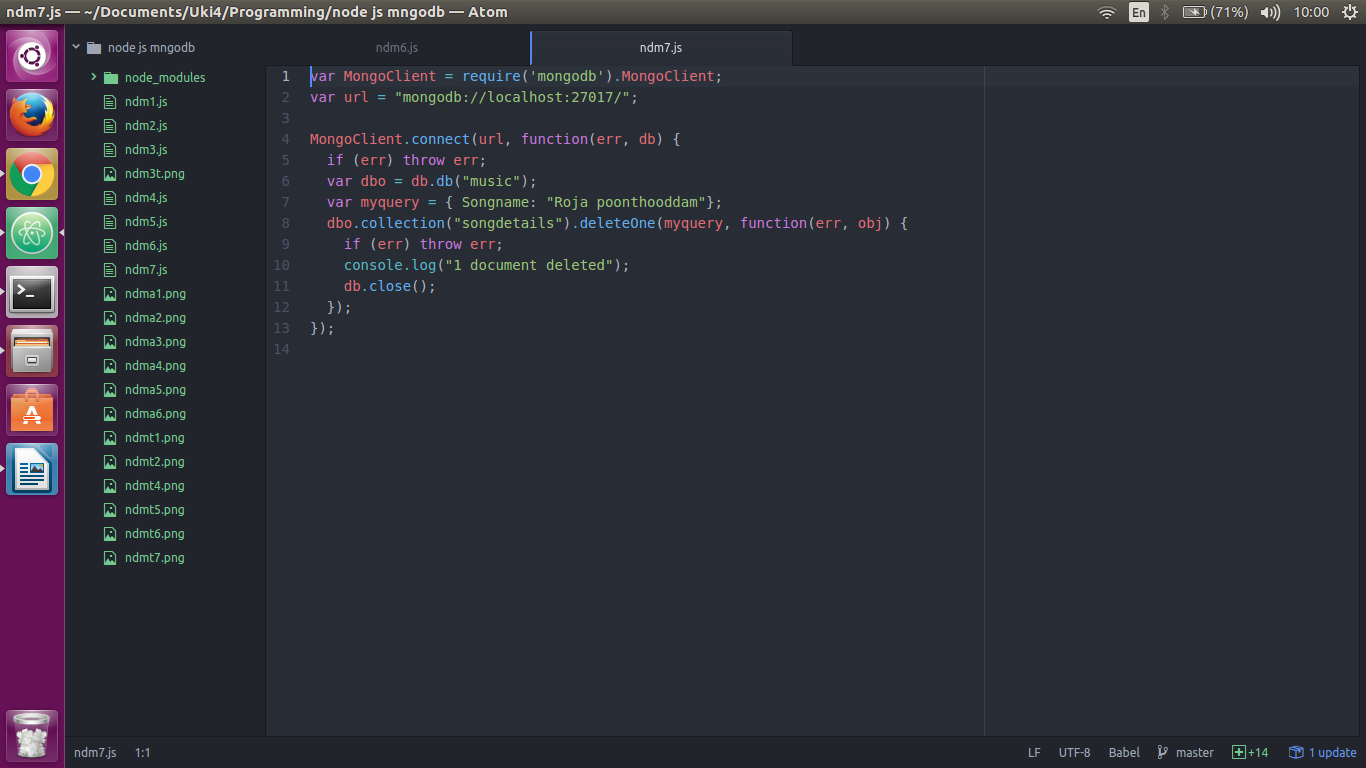 ndm7.js — ~/Documents/Uki4/Programming/node js mngodb — Atom
En
(71%)
10:00
node js mngodb
node_modules
ndm1.js
ndm2.js
ndm3.js
ndm3t.png
ndm4.js
ndm5.js
ndm6.js
ndm7.js
ndma1.png
ndma2.png
ndma3.png
ndma4.png
ndma5.png
ndma6.png
ndmt1.png
ndmt2.png
ndmt4.png
ndmt5.png
ndmt6.png
ndmt7.png
ndm6.js
ndm7.js
1 var MongoClient = require('mongodb').MongoClient;
2 var url = "mongodb://localhost:27017/";
3
4 MongoClient.connect(url, function(err, db) {
5   if (err) throw err;
6   var dbo = db.db("music");
7   var myquery = { Songname: "Roja poonthooddam"};
8   dbo.collection("songdetails").deleteOne(myquery, function(err, obj) {
9     if (err) throw err;
10     console.log("1 document deleted");
11     db.close();
12   });
13 });
14
ndm7.js 1:1
LF UTF-8 Babel master +14 1 update